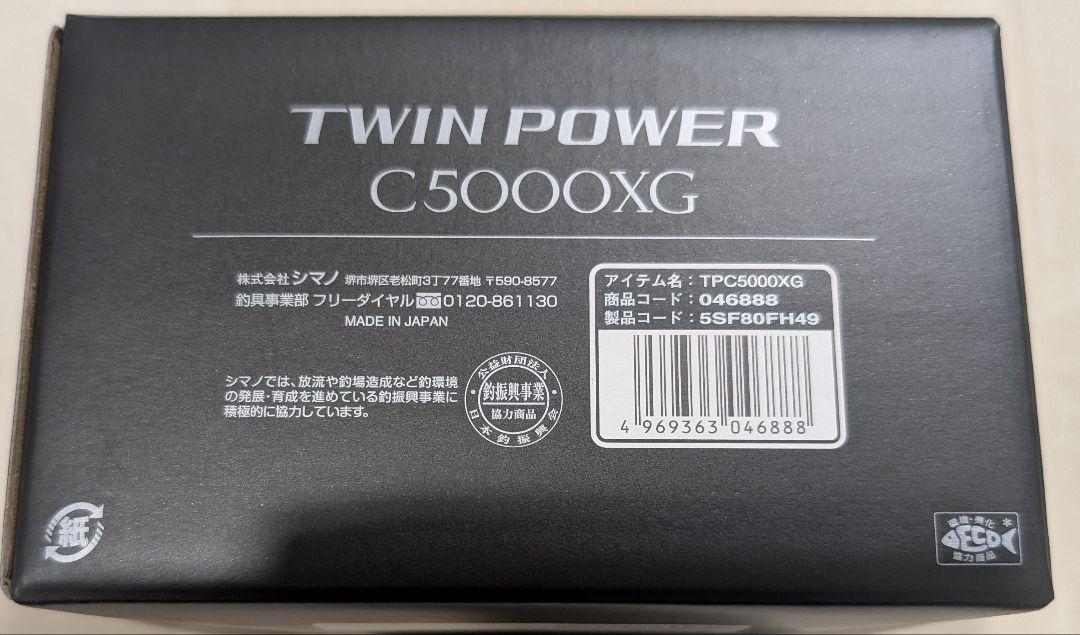 TWIN POWER
C5000XG
株式会社 シマノ 堺市堺区老松町3丁77番地 〒590-8577
釣具事業部 フリーダイヤル 0120-861130
MADE IN JAPAN
アイテム名：TPC5000XG
商品コード：046888
製品コード：5SF80FH49
4 969363 046888
シマノでは、放流や釣場造成など釣環境
の発展・育成を進めている釣振興事業に
積極的に協力しています。
公益財団法人
釣振興事業
協力商品
日本釣振興会
紙
環境・美化
ECO
協力商品